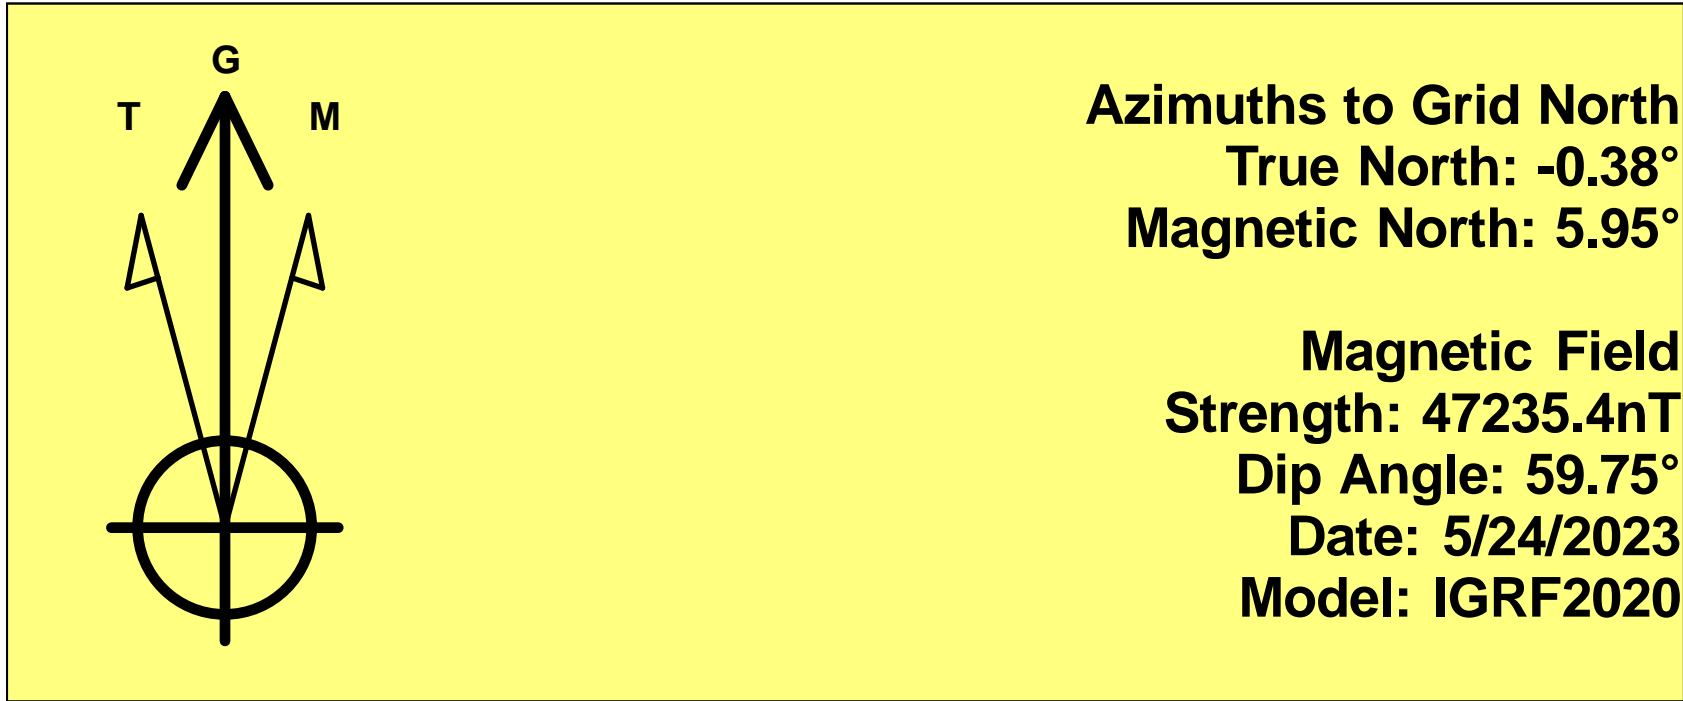 G
T M
Azimuths to Grid North
True North: -0.38°
Magnetic North: 5.95°
Magnetic Field
Strength: 47235.4nT
Dip Angle: 59.75°
Date: 5/24/2023
Model: IGRF2020